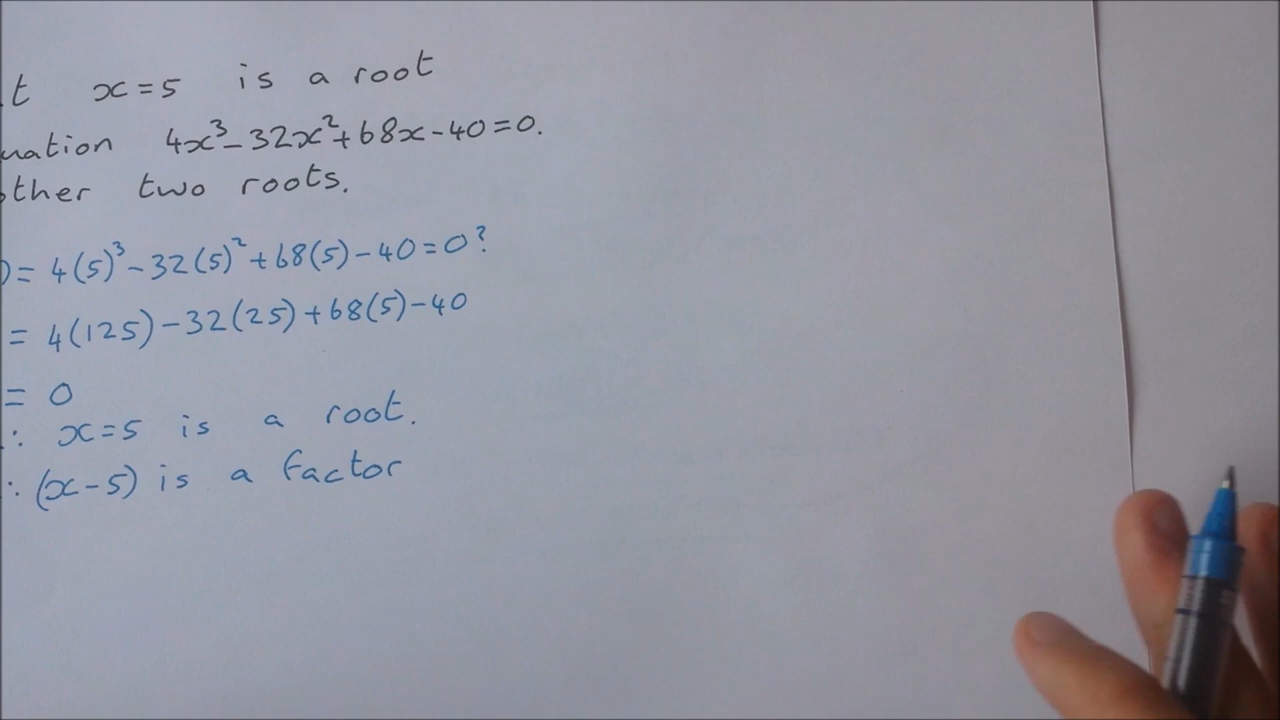 t x=5 is a root
uation 4x³-32x²+68x-40=0.
other two roots.
)= 4(5)³-32(5)²+68(5)-40=0?
= 4(125)-32(25)+68(5)-40
= 0
∴ x=5 is a root.
∴ (x-5) is a factor